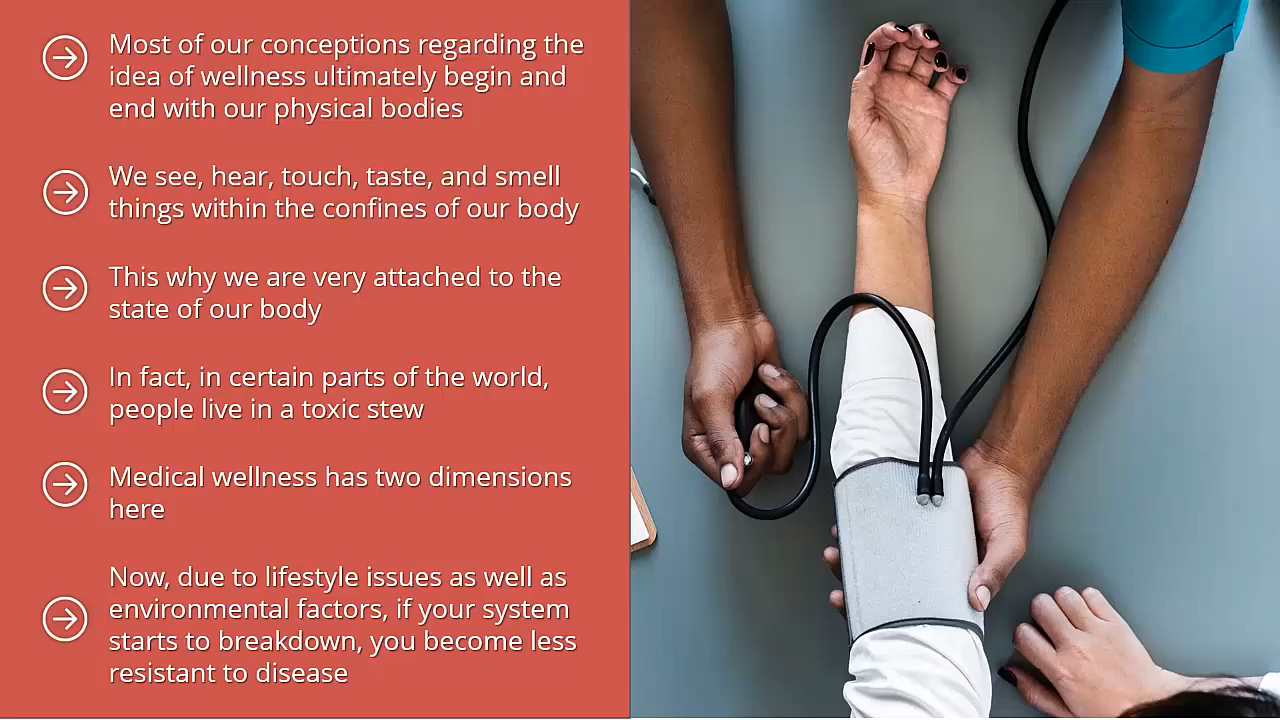 Most of our conceptions regarding the
idea of wellness ultimately begin and
end with our physical bodies
We see, hear, touch, taste, and smell
things within the confines of our body
This why we are very attached to the
state of our body
In fact, in certain parts of the world,
people live in a toxic stew
Medical wellness has two dimensions
here
Now, due to lifestyle issues as well as
environmental factors, if your system
starts to breakdown, you become less
resistant to disease